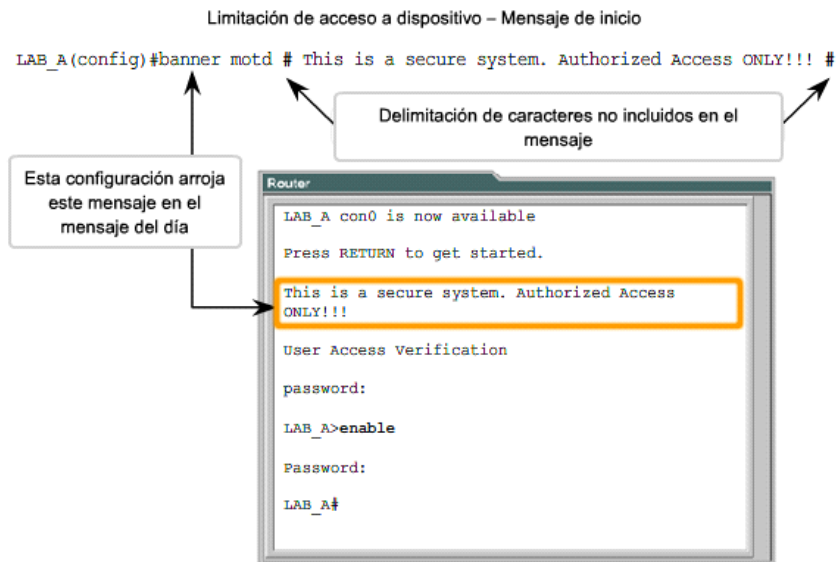 Limitación de acceso a dispositivo – Mensaje de inicio
LAB_A(config)#banner motd # This is a secure system. Authorized Access ONLY!!! #
Delimitación de caracteres no incluidos en el
mensaje
Esta configuración arroja
este mensaje en el
mensaje del día
Router
LAB_A con0 is now available
Press RETURN to get started.
This is a secure system. Authorized Access
ONLY!!!
User Access Verification
password:
LAB_A>enable
Password:
LAB_A#